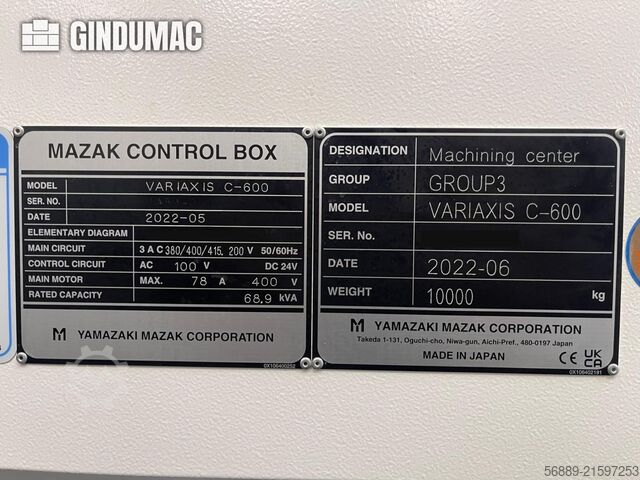 GINDUMAC
MAZAK CONTROL BOX
MODEL VARIAXIS C-600
SER. NO.
DATE 2022-05
ELEMENTARY DIAGRAM
MAIN CIRCUIT 3 A C 380/400/415, 200 V 50/60Hz
CONTROL CIRCUIT AC 100 V DC 24V
MAIN MOTOR MAX. 78 A 400 V
RATED CAPACITY 68.9 kVA
YAMAZAKI MAZAK CORPORATION
0X106400252
DESIGNATION Machining center
GROUP GROUP3
MODEL VARIAXIS C-600
SER. No.
DATE 2022-06
WEIGHT 10000 kg
YAMAZAKI MAZAK CORPORATION
Takeda 1-131, Oguchi-cho, Niwa-gun, Aichi-Pref., 480-0197 Japan
MADE IN JAPAN CE UK CA
0X106402191
56889-21597253